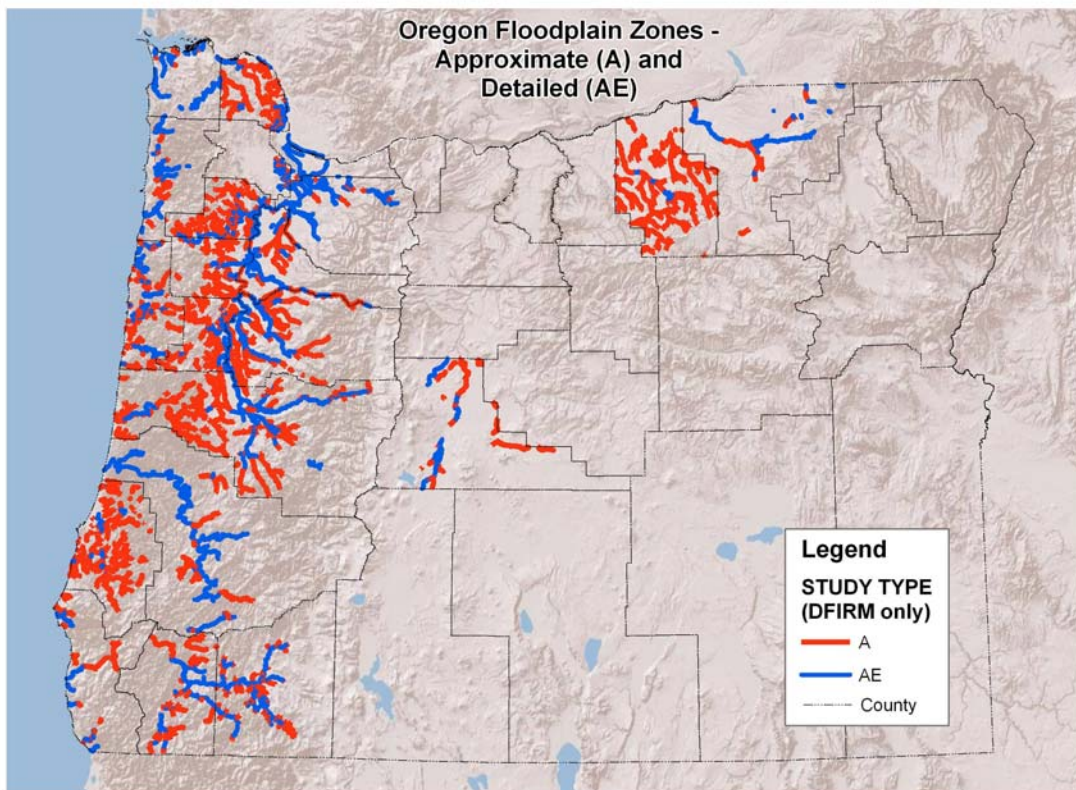 Oregon Floodplain Zones -
Approximate (A) and
Detailed (AE)
Legend
STUDY TYPE
(DFIRM only)
A
AE
County